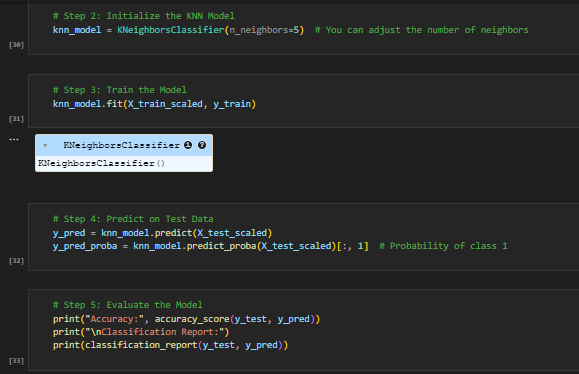 # Step 2: Initialize the KNN Model
knn_model = KNeighborsClassifier(n_neighbors=5)  # You can adjust the number of neighbors
[30]
# Step 3: Train the Model
knn_model.fit(X_train_scaled, y_train)
[31]
...
▾ KNeighborsClassifier i ?
KNeighborsClassifier()
# Step 4: Predict on Test Data
y_pred = knn_model.predict(X_test_scaled)
y_pred_proba = knn_model.predict_proba(X_test_scaled)[:, 1]  # Probability of class 1
[32]
# Step 5: Evaluate the Model
print("Accuracy:", accuracy_score(y_test, y_pred))
print("\nClassification Report:")
print(classification_report(y_test, y_pred))
[33]